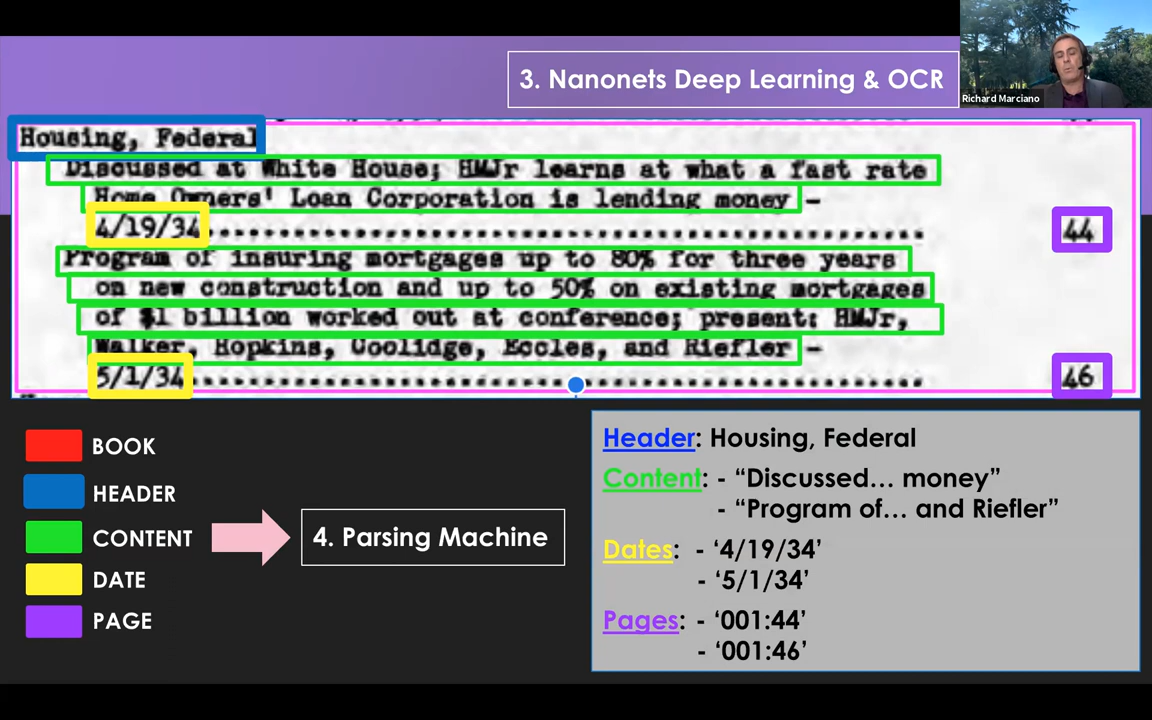 3. Nanonets Deep Learning & OCR
Richard Marciano
Housing, Federal
Discussed at White House; HMJr learns at what a fast rate
Home Owners' Loan Corporation is lending money -
4/19/34 44
Program of insuring mortgages up to 80% for three years
on new construction and up to 50% on existing mortgages
of $1 billion worked out at conference; present: HMJr,
Walker, Hopkins, Coolidge, Eccles, and Riefler -
5/1/34 46
BOOK
HEADER
CONTENT
DATE
PAGE
4. Parsing Machine
Header: Housing, Federal
Content: - “Discussed... money”
- “Program of... and Riefler”
Dates: - ‘4/19/34’
- ‘5/1/34’
Pages: - ‘001:44’
- ‘001:46’